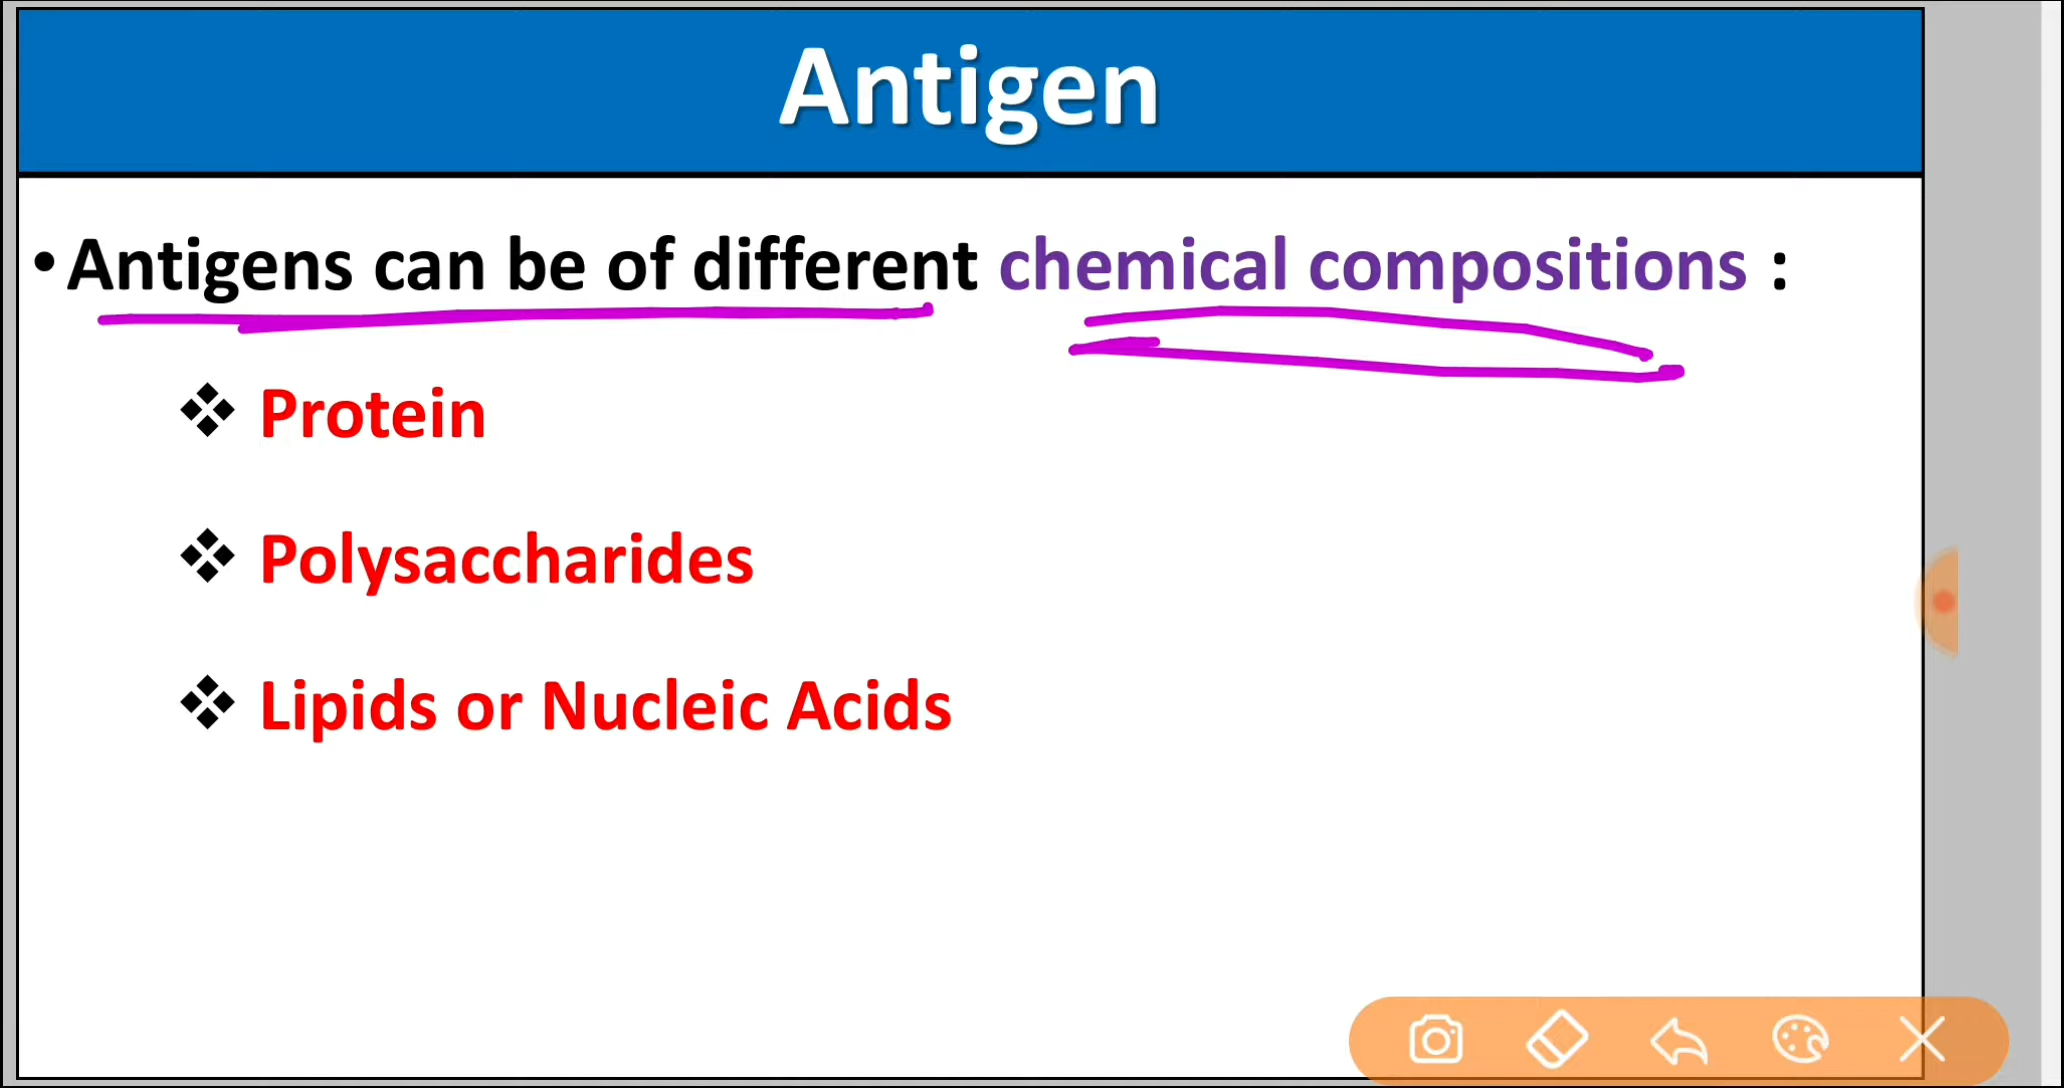 Antigen
• Antigens can be of different chemical compositions :
❖ Protein
❖ Polysaccharides
❖ Lipids or Nucleic Acids